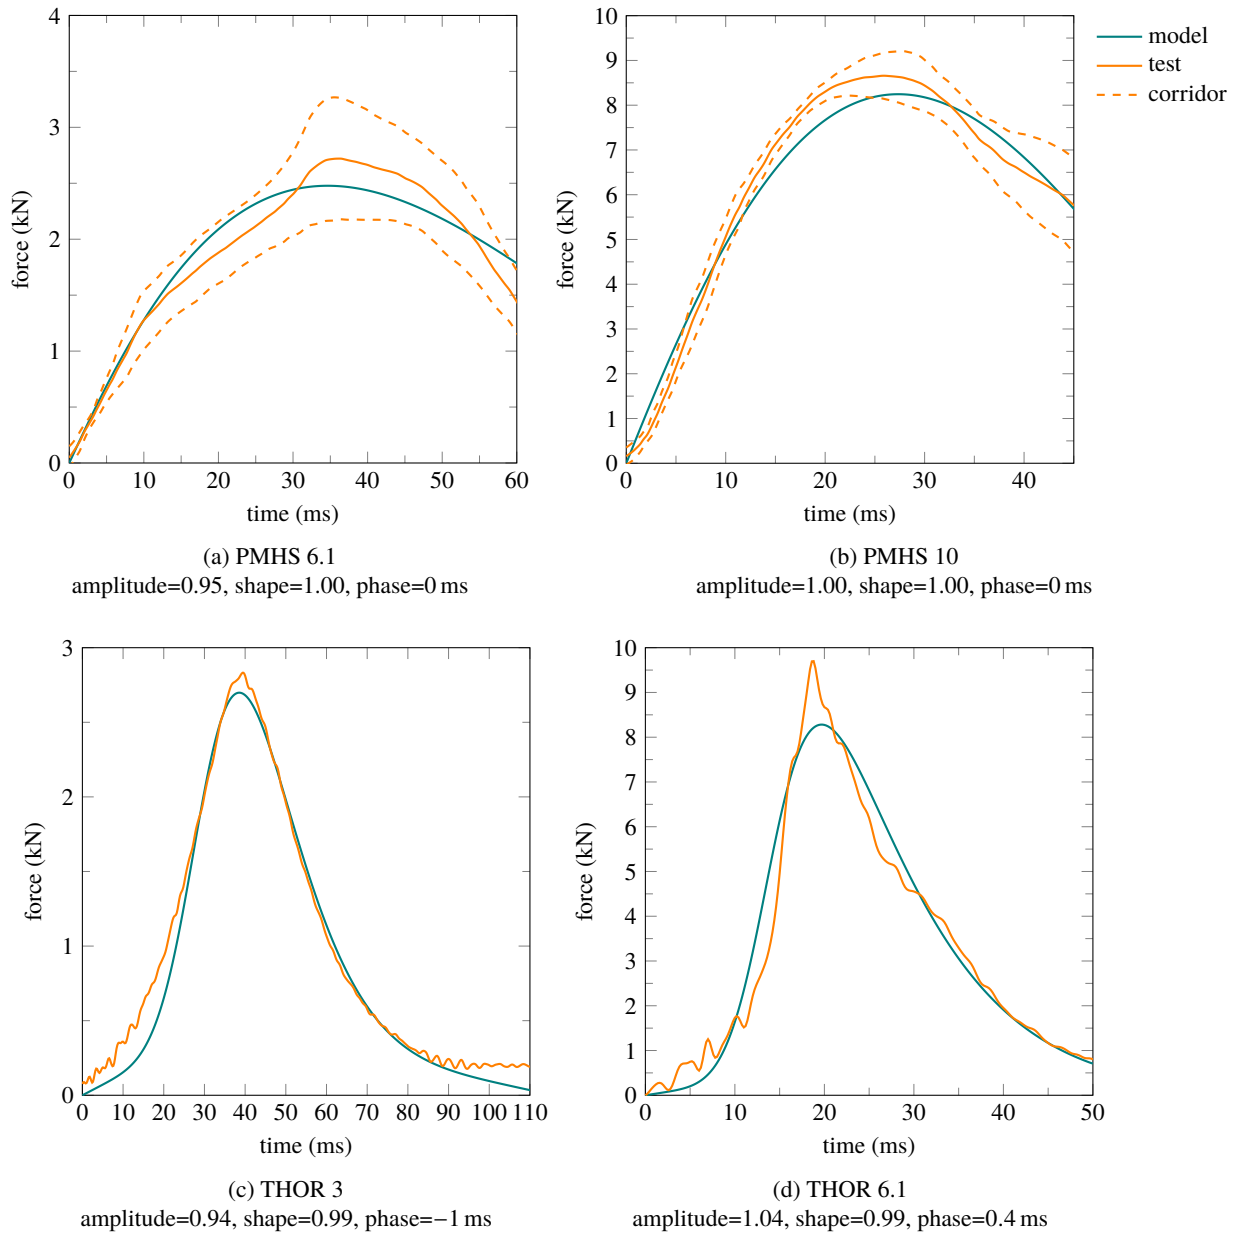 4
3
2
1
0
force (kN)
0 10 20 30 40 50 60
time (ms)
(a) PMHS 6.1
amplitude=0.95, shape=1.00, phase=0 ms
10
9
8
7
6
5
4
3
2
1
0
force (kN)
0 10 20 30 40
time (ms)
(b) PMHS 10
amplitude=1.00, shape=1.00, phase=0 ms
model
test
corridor
3
2
1
0
force (kN)
0 10 20 30 40 50 60 70 80 90 100 110
time (ms)
(c) THOR 3
amplitude=0.94, shape=0.99, phase=−1 ms
10
9
8
7
6
5
4
3
2
1
0
force (kN)
0 10 20 30 40 50
time (ms)
(d) THOR 6.1
amplitude=1.04, shape=0.99, phase=0.4 ms